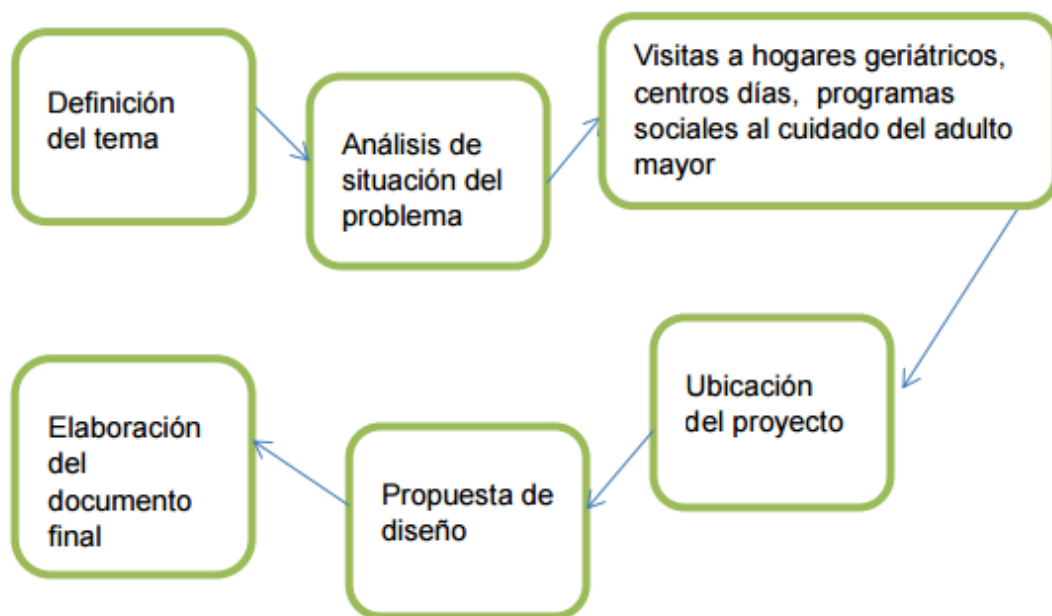 Definición
del tema
Análisis de
situación del
problema
Visitas a hogares geriátricos,
centros días, programas
sociales al cuidado del adulto
mayor
Ubicación
del proyecto
Propuesta de
diseño
Elaboración
del
documento
final